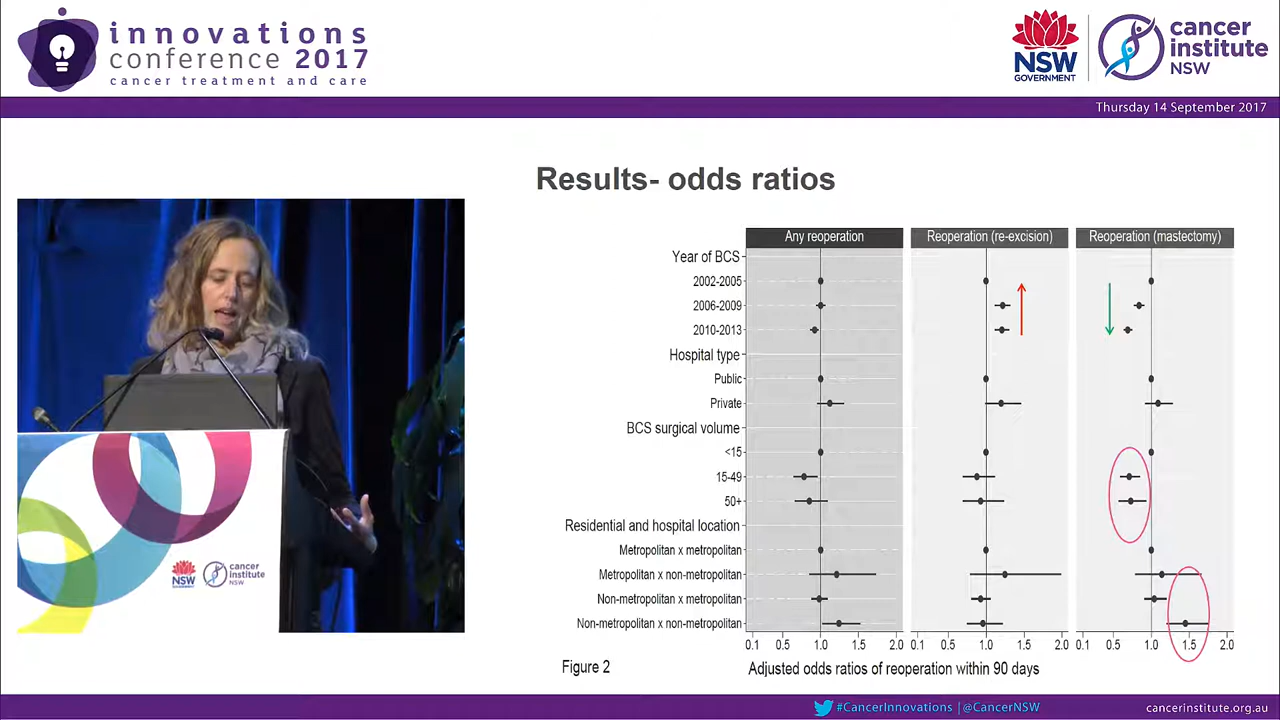 innovations
conference 2017
cancer treatment and care
NSW
GOVERNMENT
cancer
institute
NSW
Thursday 14 September 2017
Results- odds ratios
Any reoperation
Reoperation (re-excision)
Reoperation (mastectomy)
Year of BCS
2002-2005
2006-2009
2010-2013
Hospital type
Public
Private
BCS surgical volume
<15
15-49
50+
Residential and hospital location
Metropolitan x metropolitan
Metropolitan x non-metropolitan
Non-metropolitan x metropolitan
Non-metropolitan x non-metropolitan
0.1 0.5 1.0 1.5 2.0 0.1 0.5 1.0 1.5 2.0 0.1 0.5 1.0 1.5 2.0
Figure 2
Adjusted odds ratios of reoperation within 90 days
NSW
cancer
institute
NSW
#CancerInnovations | @CancerNSW
cancerinstitute.org.au